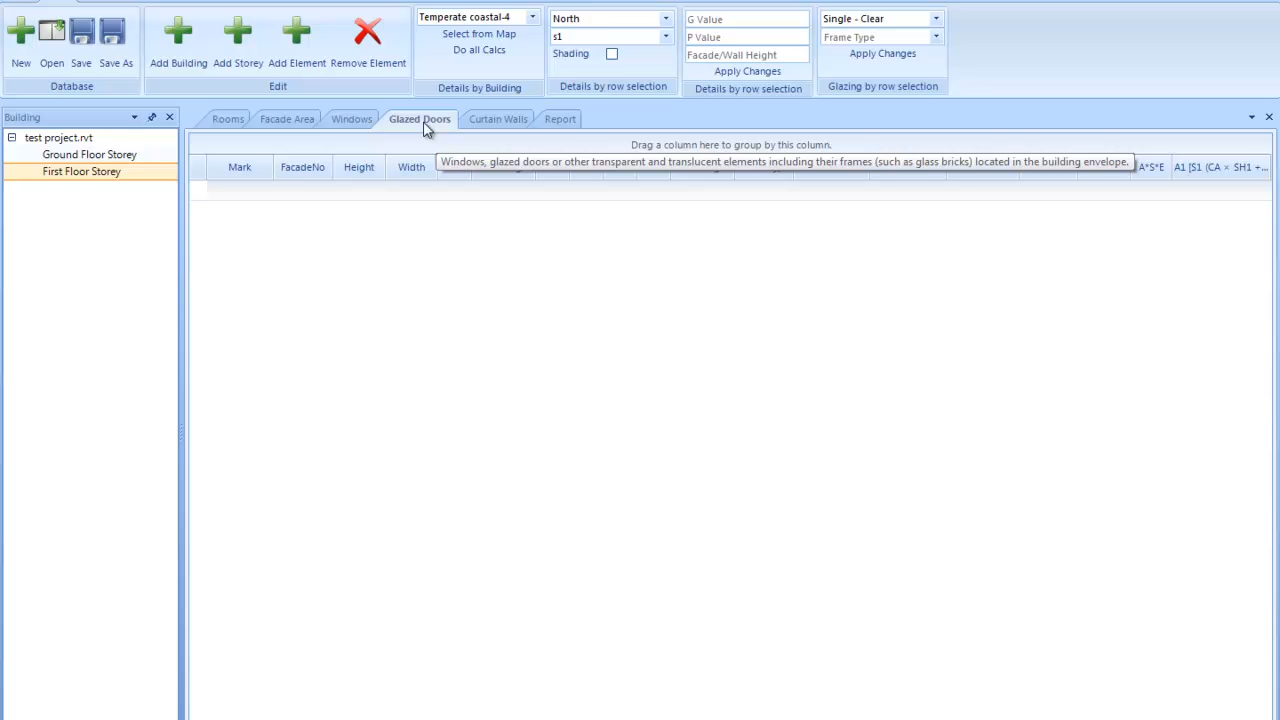 New Open Save Save As
Database
Add Building Add Storey Add Element Remove Element
Edit
Temperate coastal-4
Select from Map
Do all Calcs
Details by Building
North
s1
Shading
Details by row selection
G Value
P Value
Facade/Wall Height
Apply Changes
Details by row selection
Single - Clear
Frame Type
Apply Changes
Glazing by row selection
Building
test project.rvt
Ground Floor Storey
First Floor Storey
Rooms Facade Area Windows Glazed Doors Curtain Walls Report
Drag a column here to group by this column.
Windows, glazed doors or other transparent and translucent elements including their frames (such as glass bricks) located in the building envelope.
Mark FacadeNo Height Width A*S*E A1 [S1 (CA × SH1 +...